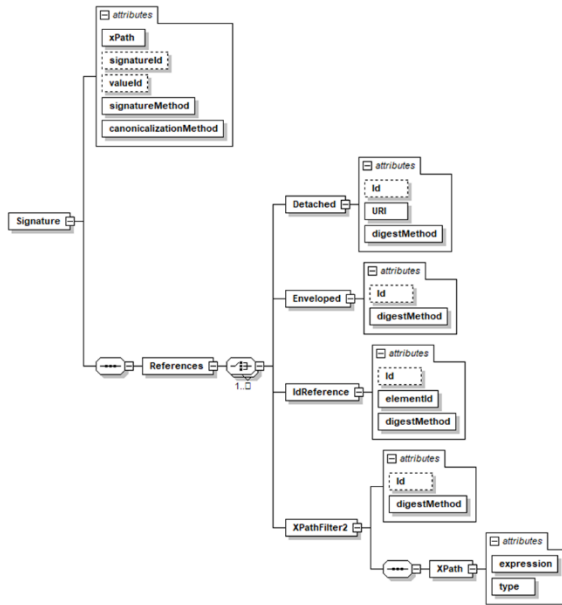 attributes
xPath
signatureId
valueId
signatureMethod
canonicalizationMethod
Signature
References
1..
Detached
attributes
Id
URI
digestMethod
Enveloped
attributes
Id
digestMethod
IdReference
attributes
Id
elementId
digestMethod
XPathFilter2
attributes
Id
digestMethod
XPath
attributes
expression
type